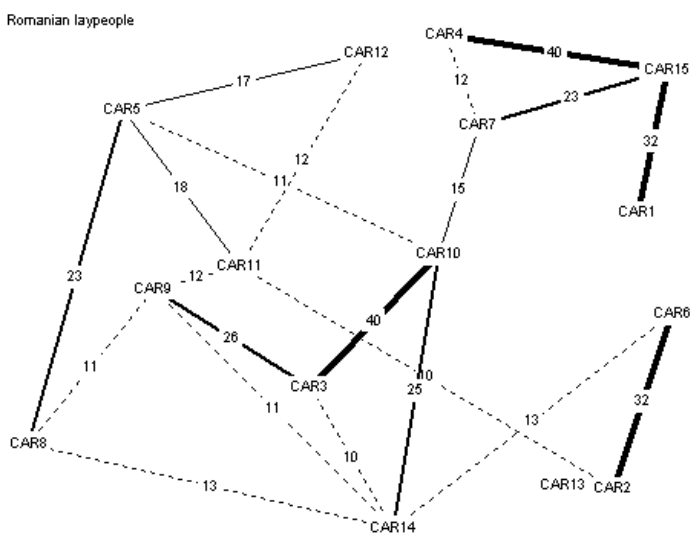 Romanian laypeople
CAR4
CAR12
40
CAR15
17
12
23
CAR5
CAR7
32
12
11
18
15
CAR1
CAR10
CAR11
23
12
CAR9
CAR6
40
26
11
10
CAR3
25
32
11
13
CAR8
10
13
CAR13
CAR2
CAR14